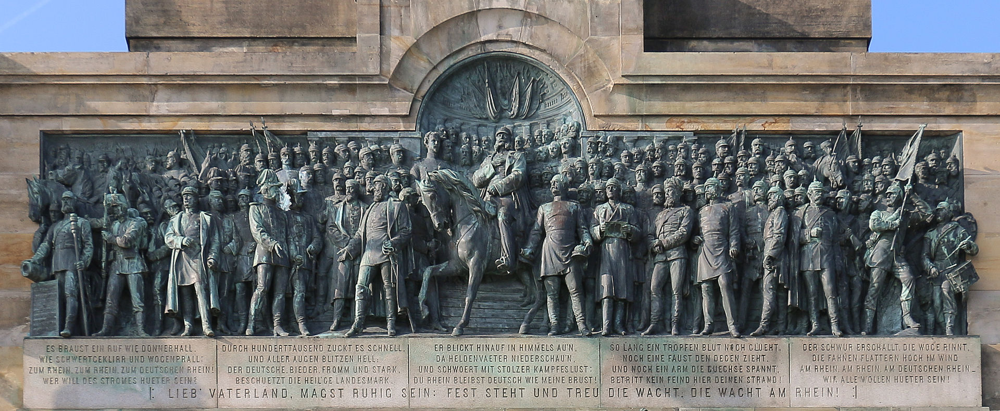 ES BRAUST EIN RUF WIE DONNERHALL,
WIE SCHWERTGEKLIRR UND WOGENPRALL:
ZUM RHEIN, ZUM RHEIN, ZUM DEUTSCHEN RHEIN!
WER WILL DES STROMES HUETER SEIN?
DURCH HUNDERTTAUSEND ZUCKT ES SCHNELL,
UND ALLER AUGEN BLITZEN HELL;
DER DEUTSCHE, BIEDER, FROMM UND STARK,
BESCHUETZT DIE HEIL'GE LANDESMARK.
ER BLICKT HINAUF IN HIMMELS AU'N,
DA HELDENVAETER NIEDERSCHAU'N,
UND SCHWOERT MIT STOLZER KAMPFESLUST:
DU RHEIN BLEIBST DEUTSCH WIE MEINE BRUST!
SO LANG EIN TROPFEN BLUT NOCH GLUEHT,
NOCH EINE FAUST DEN DEGEN ZIEHT,
UND NOCH EIN ARM DIE BUECHSE SPANNT,
BETRITT KEIN FEIND HIER DEINEN STRAND!
DER SCHWUR ERSCHALLT, DIE WOGE RINNT,
DIE FAHNEN FLATTERN HOCH IM WIND
AM RHEIN, AM RHEIN, AM DEUTSCHEN RHEIN_
WIR ALLE WOLLEN HUETER SEIN!
|: LIEB' VATERLAND, MAGST RUHIG SEIN: FEST STEHT UND TREU DIE WACHT, DIE WACHT AM RHEIN! :|